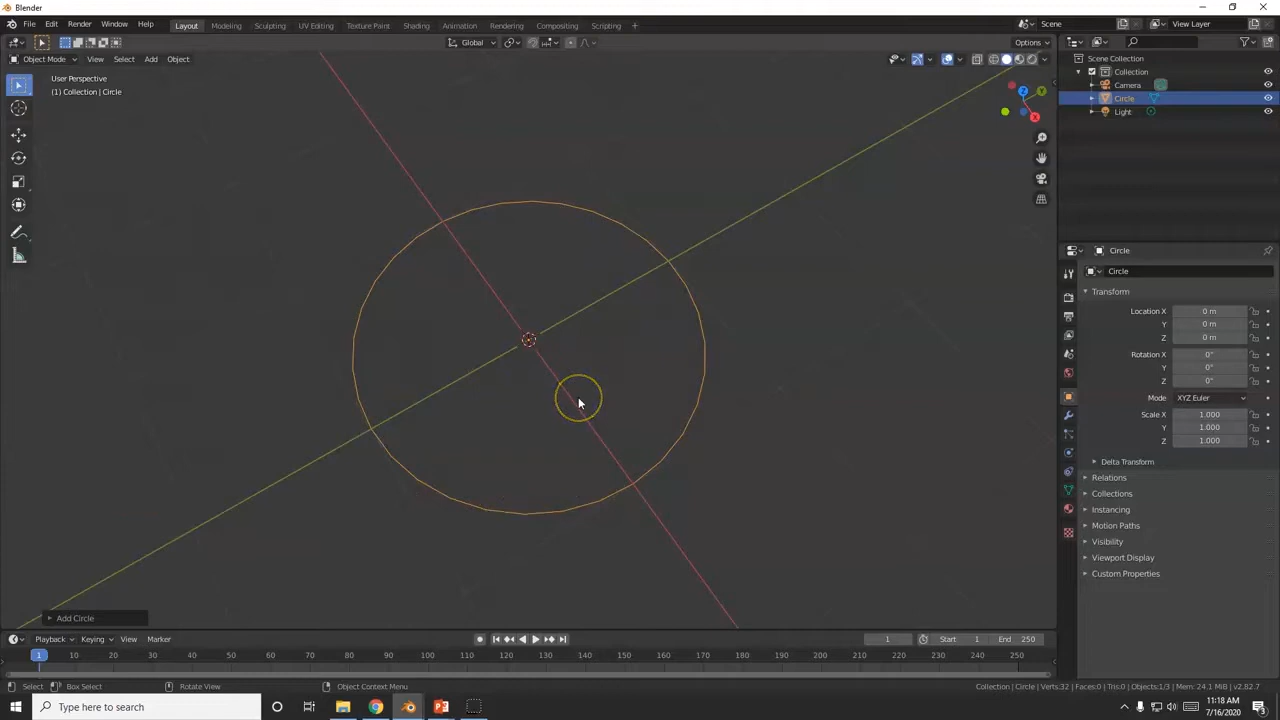 Blender
File Edit Render Window Help
Layout Modeling Sculpting UV Editing Texture Paint Shading Animation Rendering Compositing Scripting +
Scene
View Layer
Global
Options
Object Mode View Select Add Object
User Perspective
(1) Collection | Circle
Z
Y
X
Add Circle
Scene Collection
Collection
Camera
Circle
Light
Circle
Circle
Transform
Location X 0 m
Y 0 m
Z 0 m
Rotation X 0°
Y 0°
Z 0°
Mode XYZ Euler
Scale X 1.000
Y 1.000
Z 1.000
Delta Transform
Relations
Collections
Instancing
Motion Paths
Visibility
Viewport Display
Custom Properties
Playback Keying View Marker
1
Start 1
End 250
1 10 20 30 40 50 60 70 80 90 100 110 120 130 140 150 160 170 180 190 200 210 220 230 240 250
Select Box Select Rotate View Object Context Menu
Collection | Circle | Verts:32 | Faces:0 | Tris:0 | Objects:1/3 | Mem: 24.1 MiB | v2.82.7
Type here to search
11:18 AM
7/16/2020